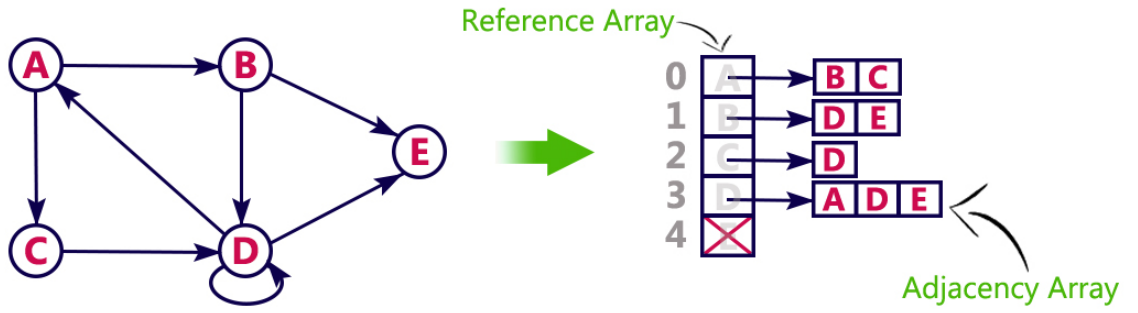 Reference Array
A B
E
C D
0 A B C
1 B D E
2 C D
3 D A D E
4 E
Adjacency Array